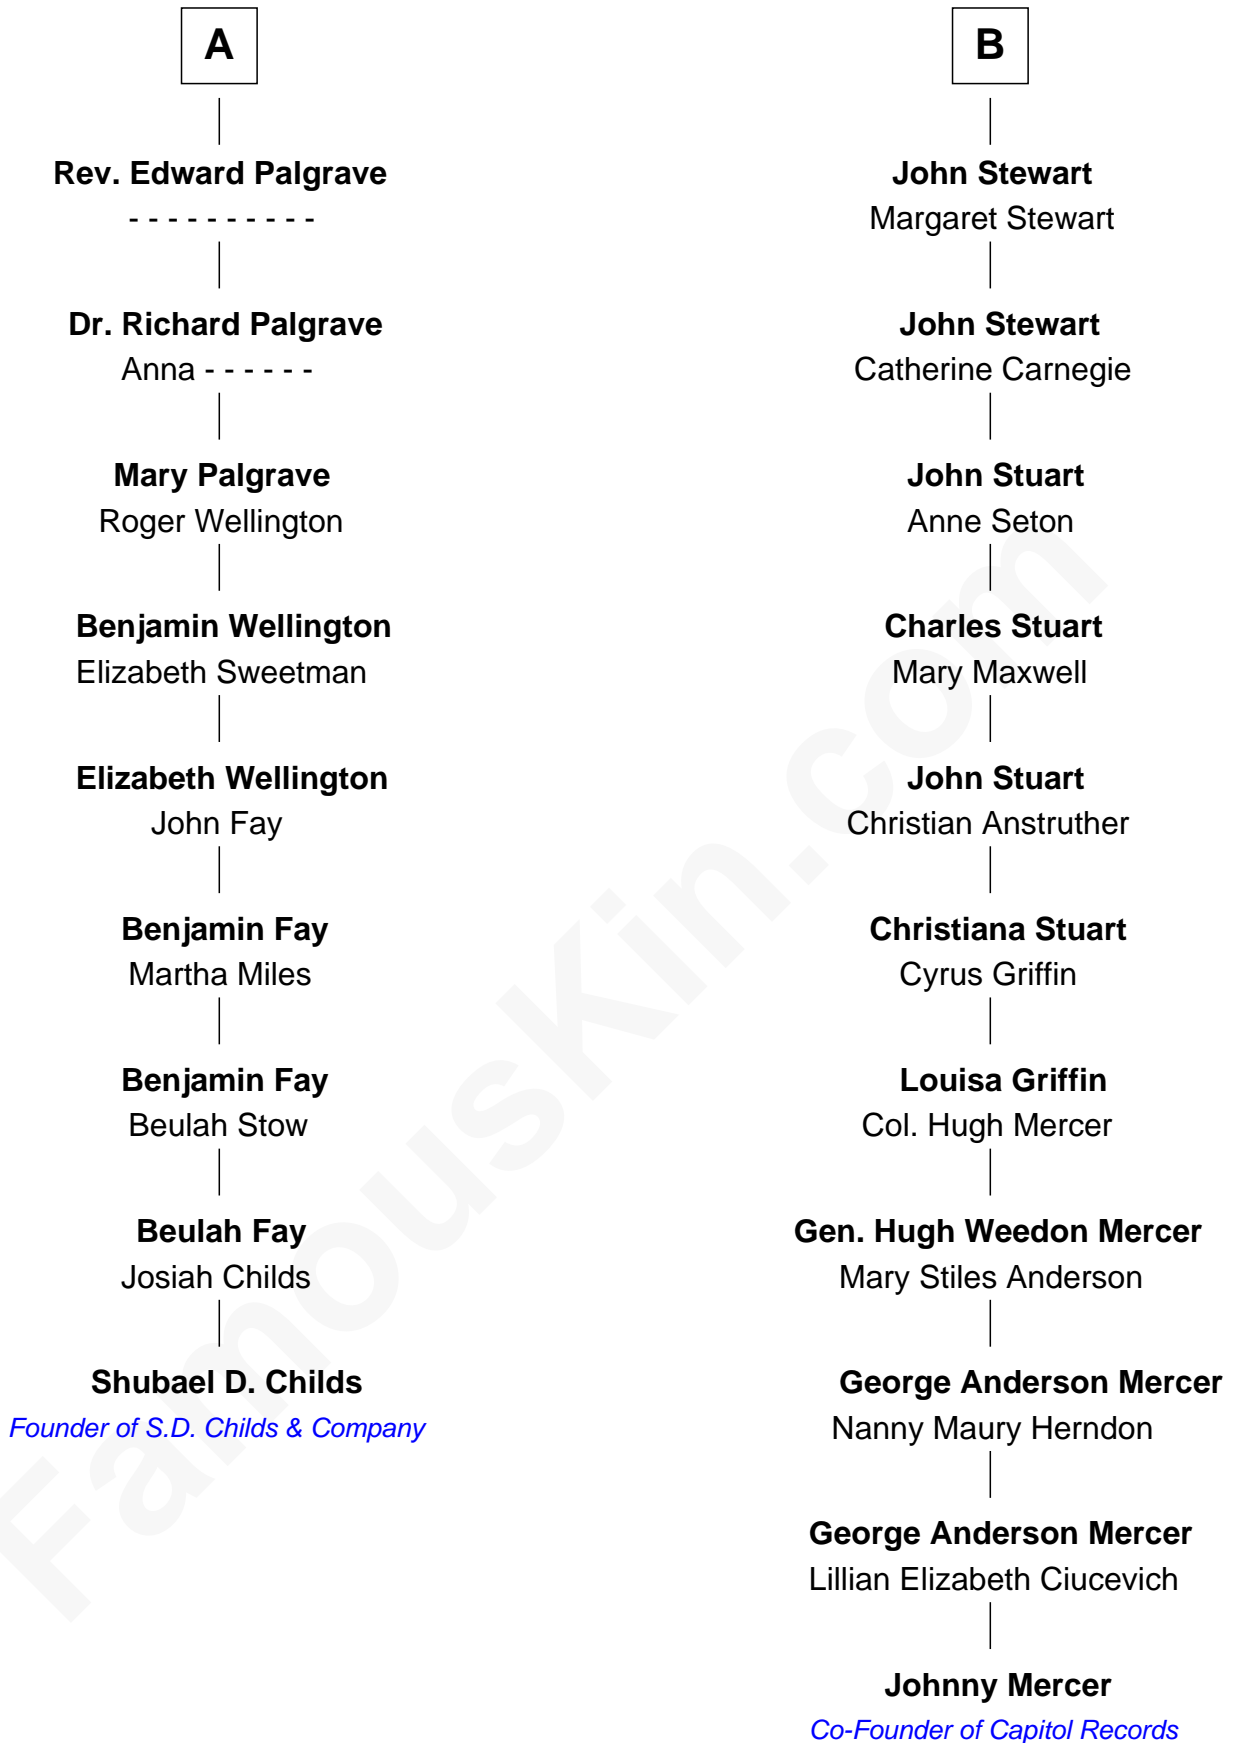 A
Rev. Edward Palgrave
- - - - - - - - - -
Dr. Richard Palgrave
Anna - - - - - -
Mary Palgrave
Roger Wellington
Benjamin Wellington
Elizabeth Sweetman
Elizabeth Wellington
John Fay
Benjamin Fay
Martha Miles
Benjamin Fay
Beulah Stow
Beulah Fay
Josiah Childs
Shubael D. Childs
Founder of S.D. Childs & Company
B
John Stewart
Margaret Stewart
John Stewart
Catherine Carnegie
John Stuart
Anne Seton
Charles Stuart
Mary Maxwell
John Stuart
Christian Anstruther
Christiana Stuart
Cyrus Griffin
Louisa Griffin
Col. Hugh Mercer
Gen. Hugh Weedon Mercer
Mary Stiles Anderson
George Anderson Mercer
Nanny Maury Herndon
George Anderson Mercer
Lillian Elizabeth Ciucevich
Johnny Mercer
Co-Founder of Capitol Records
FamousKin.com